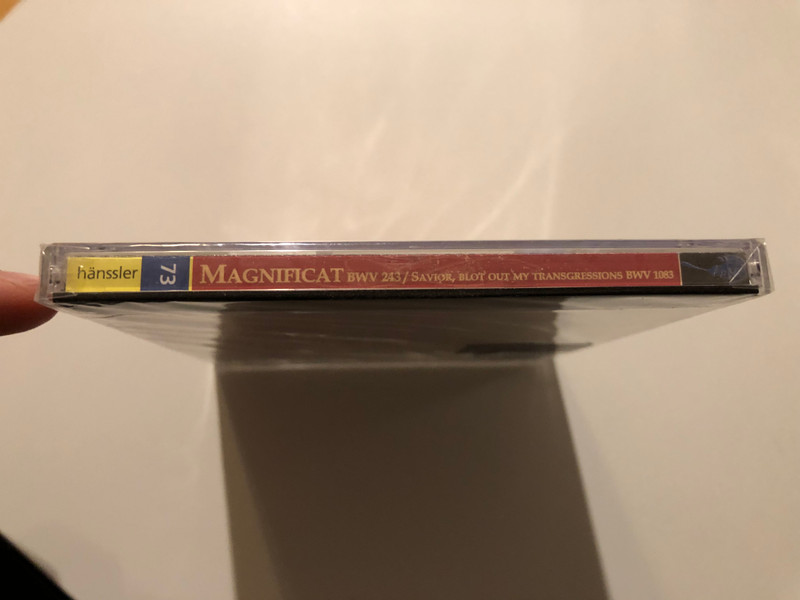 hänssler
73
MAGNIFICAT BWV 243 / SAVIOR, BLOT OUT MY TRANSGRESSIONS BWV 1083